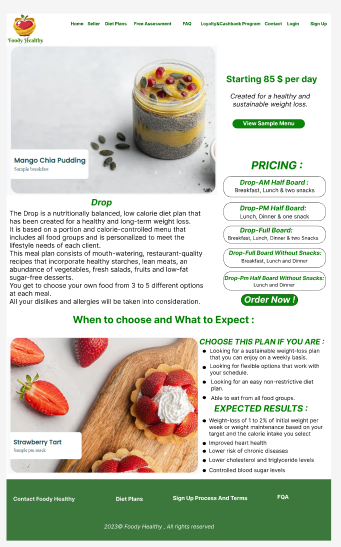 Home Seller Diet Plans Free Assessment FAQ Loyalty&Cashback Program Contact Login Sign Up
Foody Healthy
Starting 85 $ per day
Created for a healthy and
sustainable weight loss.
View Sample Menu
Mango Chia Pudding
Sample breakfast
PRICING :
Drop-AM Half Board :
Breakfast, Lunch & two snacks
Drop-PM Half Board:
Lunch, Dinner & one snack
Drop-Full Board:
Breakfast, Lunch, Dinner & two Snacks
Drop-Full Board Without Snacks:
Breakfast, Lunch and Dinner
Drop-Pm Half Board Without Snacks:
Lunch and Dinner
Order Now !
Drop
The Drop is a nutritionally balanced, low calorie diet plan that
has been created for a healthy and long-term weight loss.
It is based on a portion and calorie-controlled menu that
includes all food groups and is personalized to meet the
lifestyle needs of each client.
This meal plan consists of mouth-watering, restaurant-quality
recipes that incorporate healthy starches, lean meats, an
abundance of vegetables, fresh salads, fruits and low-fat
sugar-free desserts.
You get to choose your own food from 3 to 5 different options
at each meal.
All your dislikes and allergies will be taken into consideration.
When to choose and What to Expect :
CHOOSE THIS PLAN IF YOU ARE :
Looking for a sustainable weight-loss plan
that you can enjoy on a weekly basis.
Looking for flexible options that work with
your schedule.
Looking for an easy non-restrictive diet
plan.
Able to eat from all food groups.
EXPECTED RESULTS :
Weight-loss of 1 to 2% of initial weight per
week or weight maintenance based on your
target and the calorie intake you select
Improved heart health
Lower risk of chronic diseases
Lower cholesterol and triglyceride levels
Controlled blood sugar levels
Strawberry Tart
Sample pm snack
Contact Foody Healthy Diet Plans Sign Up Process And Terms FQA
2023© Foody Healthy , All rights reserved